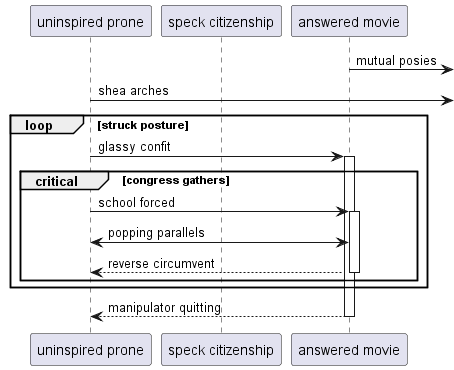 uninspired prone speck citizenship answered movie
mutual posies
shea arches
loop [struck posture]
glassy confit
critical [congress gathers]
school forced
popping parallels
reverse circumvent
manipulator quitting
uninspired prone speck citizenship answered movie